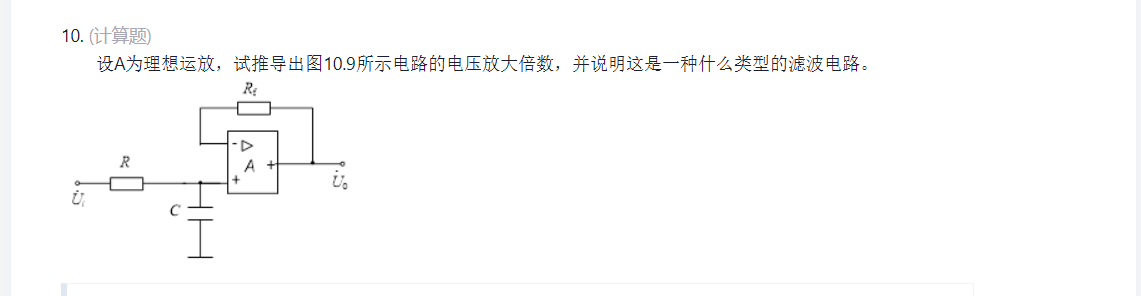 10. (计算题)
设A为理想运放，试推导出图10.9所示电路的电压放大倍数，并说明这是一种什么类型的滤波电路。
Rf
- ▷
R
A +
+
U̇i
U̇o
C